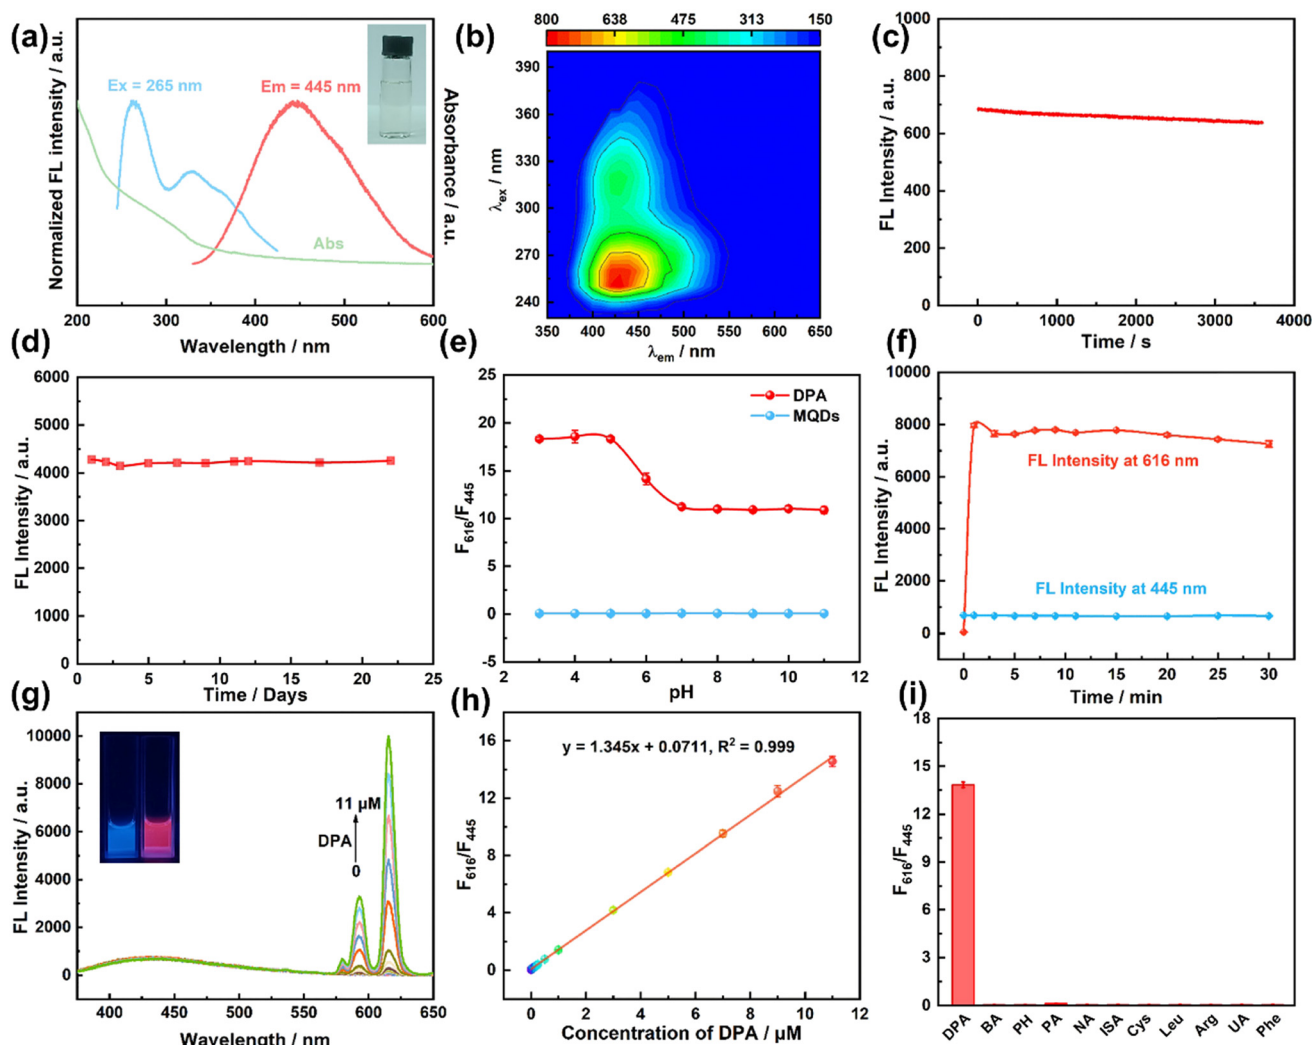 (a)
Ex = 265 nm
Em = 445 nm
Abs
Normalized FL intensity / a.u.
Absorbance / a.u.
200 300 400 500 600
Wavelength / nm
(b)
800 638 475 313 150
390
360
330
300
270
240
λex / nm
350 400 450 500 550 600 650
λem / nm
(c)
1000
800
600
400
200
0
FL Intensity / a.u.
0 1000 2000 3000 4000
Time / s
(d)
6000
5000
4000
3000
2000
1000
0
FL Intensity / a.u.
0 5 10 15 20 25
Time / Days
(e)
25
20
15
10
5
0
-5
F616/F445
DPA
MQDs
2 4 6 8 10 12
pH
(f)
10000
8000
6000
4000
2000
0
FL Intensity / a.u.
FL Intensity at 616 nm
FL Intensity at 445 nm
0 5 10 15 20 25 30
Time / min
(g)
10000
8000
6000
4000
2000
0
FL Intensity / a.u.
11 μM
DPA
0
400 450 500 550 600 650
Wavelength / nm
(h)
y = 1.345x + 0.0711, R² = 0.999
16
12
8
4
0
F616/F445
0 2 4 6 8 10 12
Concentration of DPA / μM
(i)
18
15
12
9
6
3
0
F616/F445
DPA BA PH PA NA ISA Cys Leu Arg UA Phe